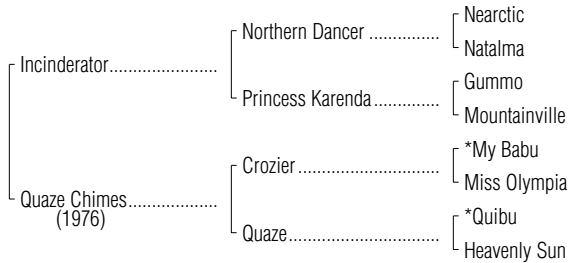 Nearctic
Northern Dancer ...............
Natalma
Incinderator.......................
Gummo
Princess Karenda..............
Mountainville
*My Babu
Crozier ..............................
Miss Olympia
Quaze Chimes...................
(1976)
*Quibu
Quaze................................
Heavenly Sun